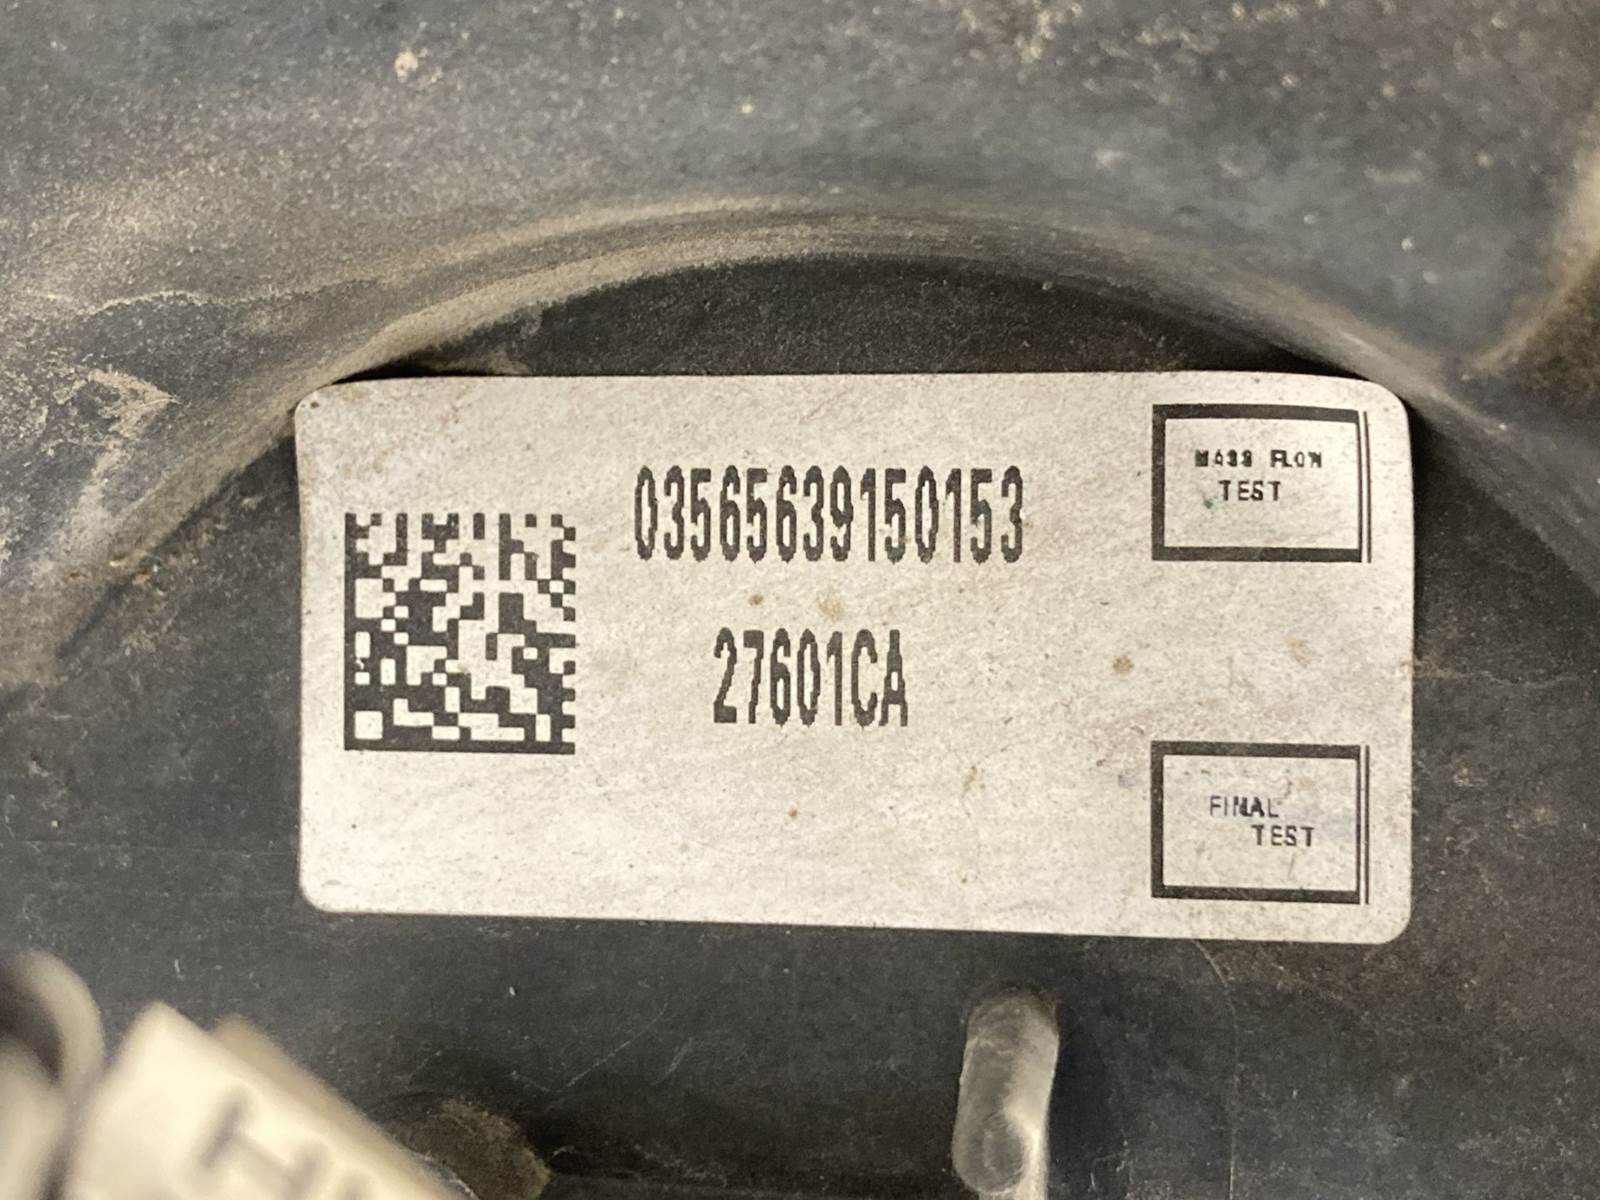 03565639150153
27601CA
MASS FLOW
TEST
FINAL
TEST